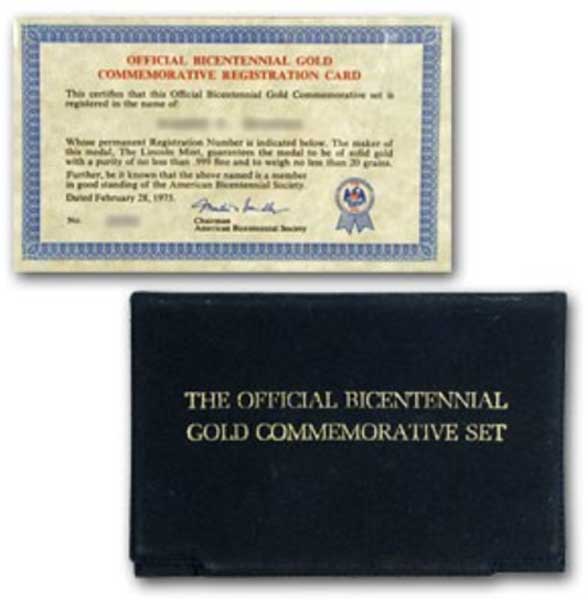 OFFICIAL BICENTENNIAL GOLD
COMMEMORATIVE REGISTRATION CARD
This certifies that this Official Bicentennial Gold Commemorative set is
registered in the name of:
Whose permanent Registration Number is indicated below. The maker of
this medal, The Lincoln Mint, guarantees the medal to be of solid gold
with a purity of no less than .999 fine and to weigh no less than 20 grains.
Further, be it known that the above named is a member
in good standing of the American Bicentennial Society.
Dated February 28, 1975.
No.
Chairman
American Bicentennial Society
THE OFFICIAL BICENTENNIAL
GOLD COMMEMORATIVE SET